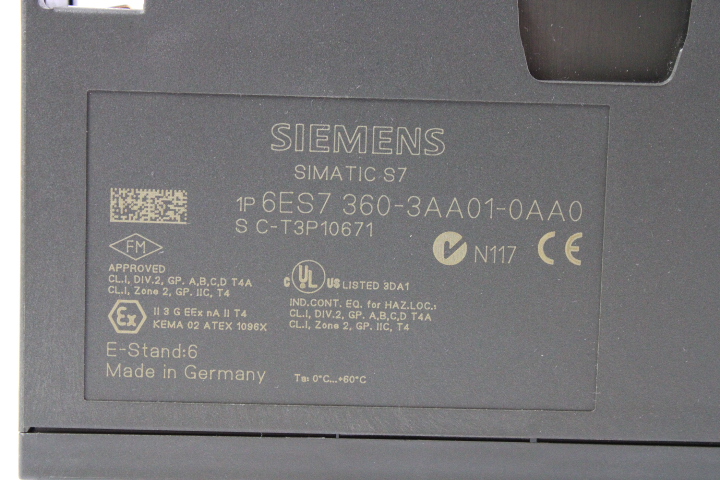 SIEMENS
SIMATIC S7
1P 6ES7 360-3AA01-0AA0
S C-T3P10671
N117 CE
FM
APPROVED
CL.I, DIV.2, GP. A,B,C,D T4A
CL.I, Zone 2, GP. IIC, T4
c UL US LISTED 3DA1
IND.CONT. EQ. for HAZ.LOC.:
CL.I, DIV.2, GP. A,B,C,D T4A
CL.I, Zone 2, GP. IIC, T4
Ex II 3 G EEx nA II T4
KEMA 02 ATEX 1096X
E-Stand:6
Made in Germany
Ta: 0°C...+60°C